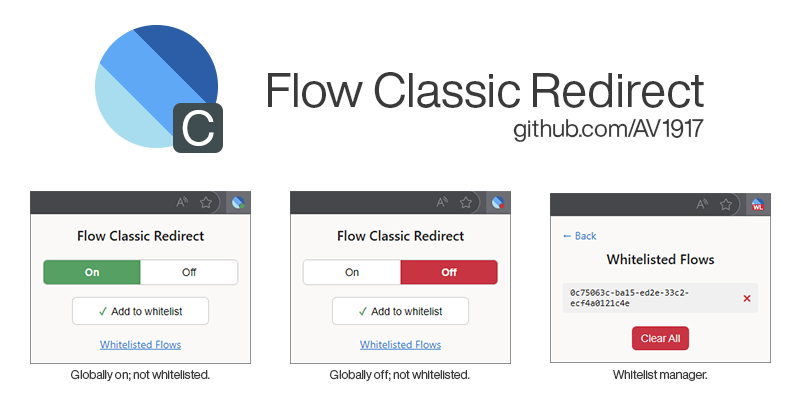 C
Flow Classic Redirect
github.com/AV1917
A
Flow Classic Redirect
On Off
✓ Add to whitelist
Whitelisted Flows
Globally on; not whitelisted.
A
Flow Classic Redirect
On Off
✓ Add to whitelist
Whitelisted Flows
Globally off; not whitelisted.
A WL
← Back
Whitelisted Flows
0c75063c-ba15-ed2e-33c2-
ecf4a0121c4e ×
Clear All
Whitelist manager.